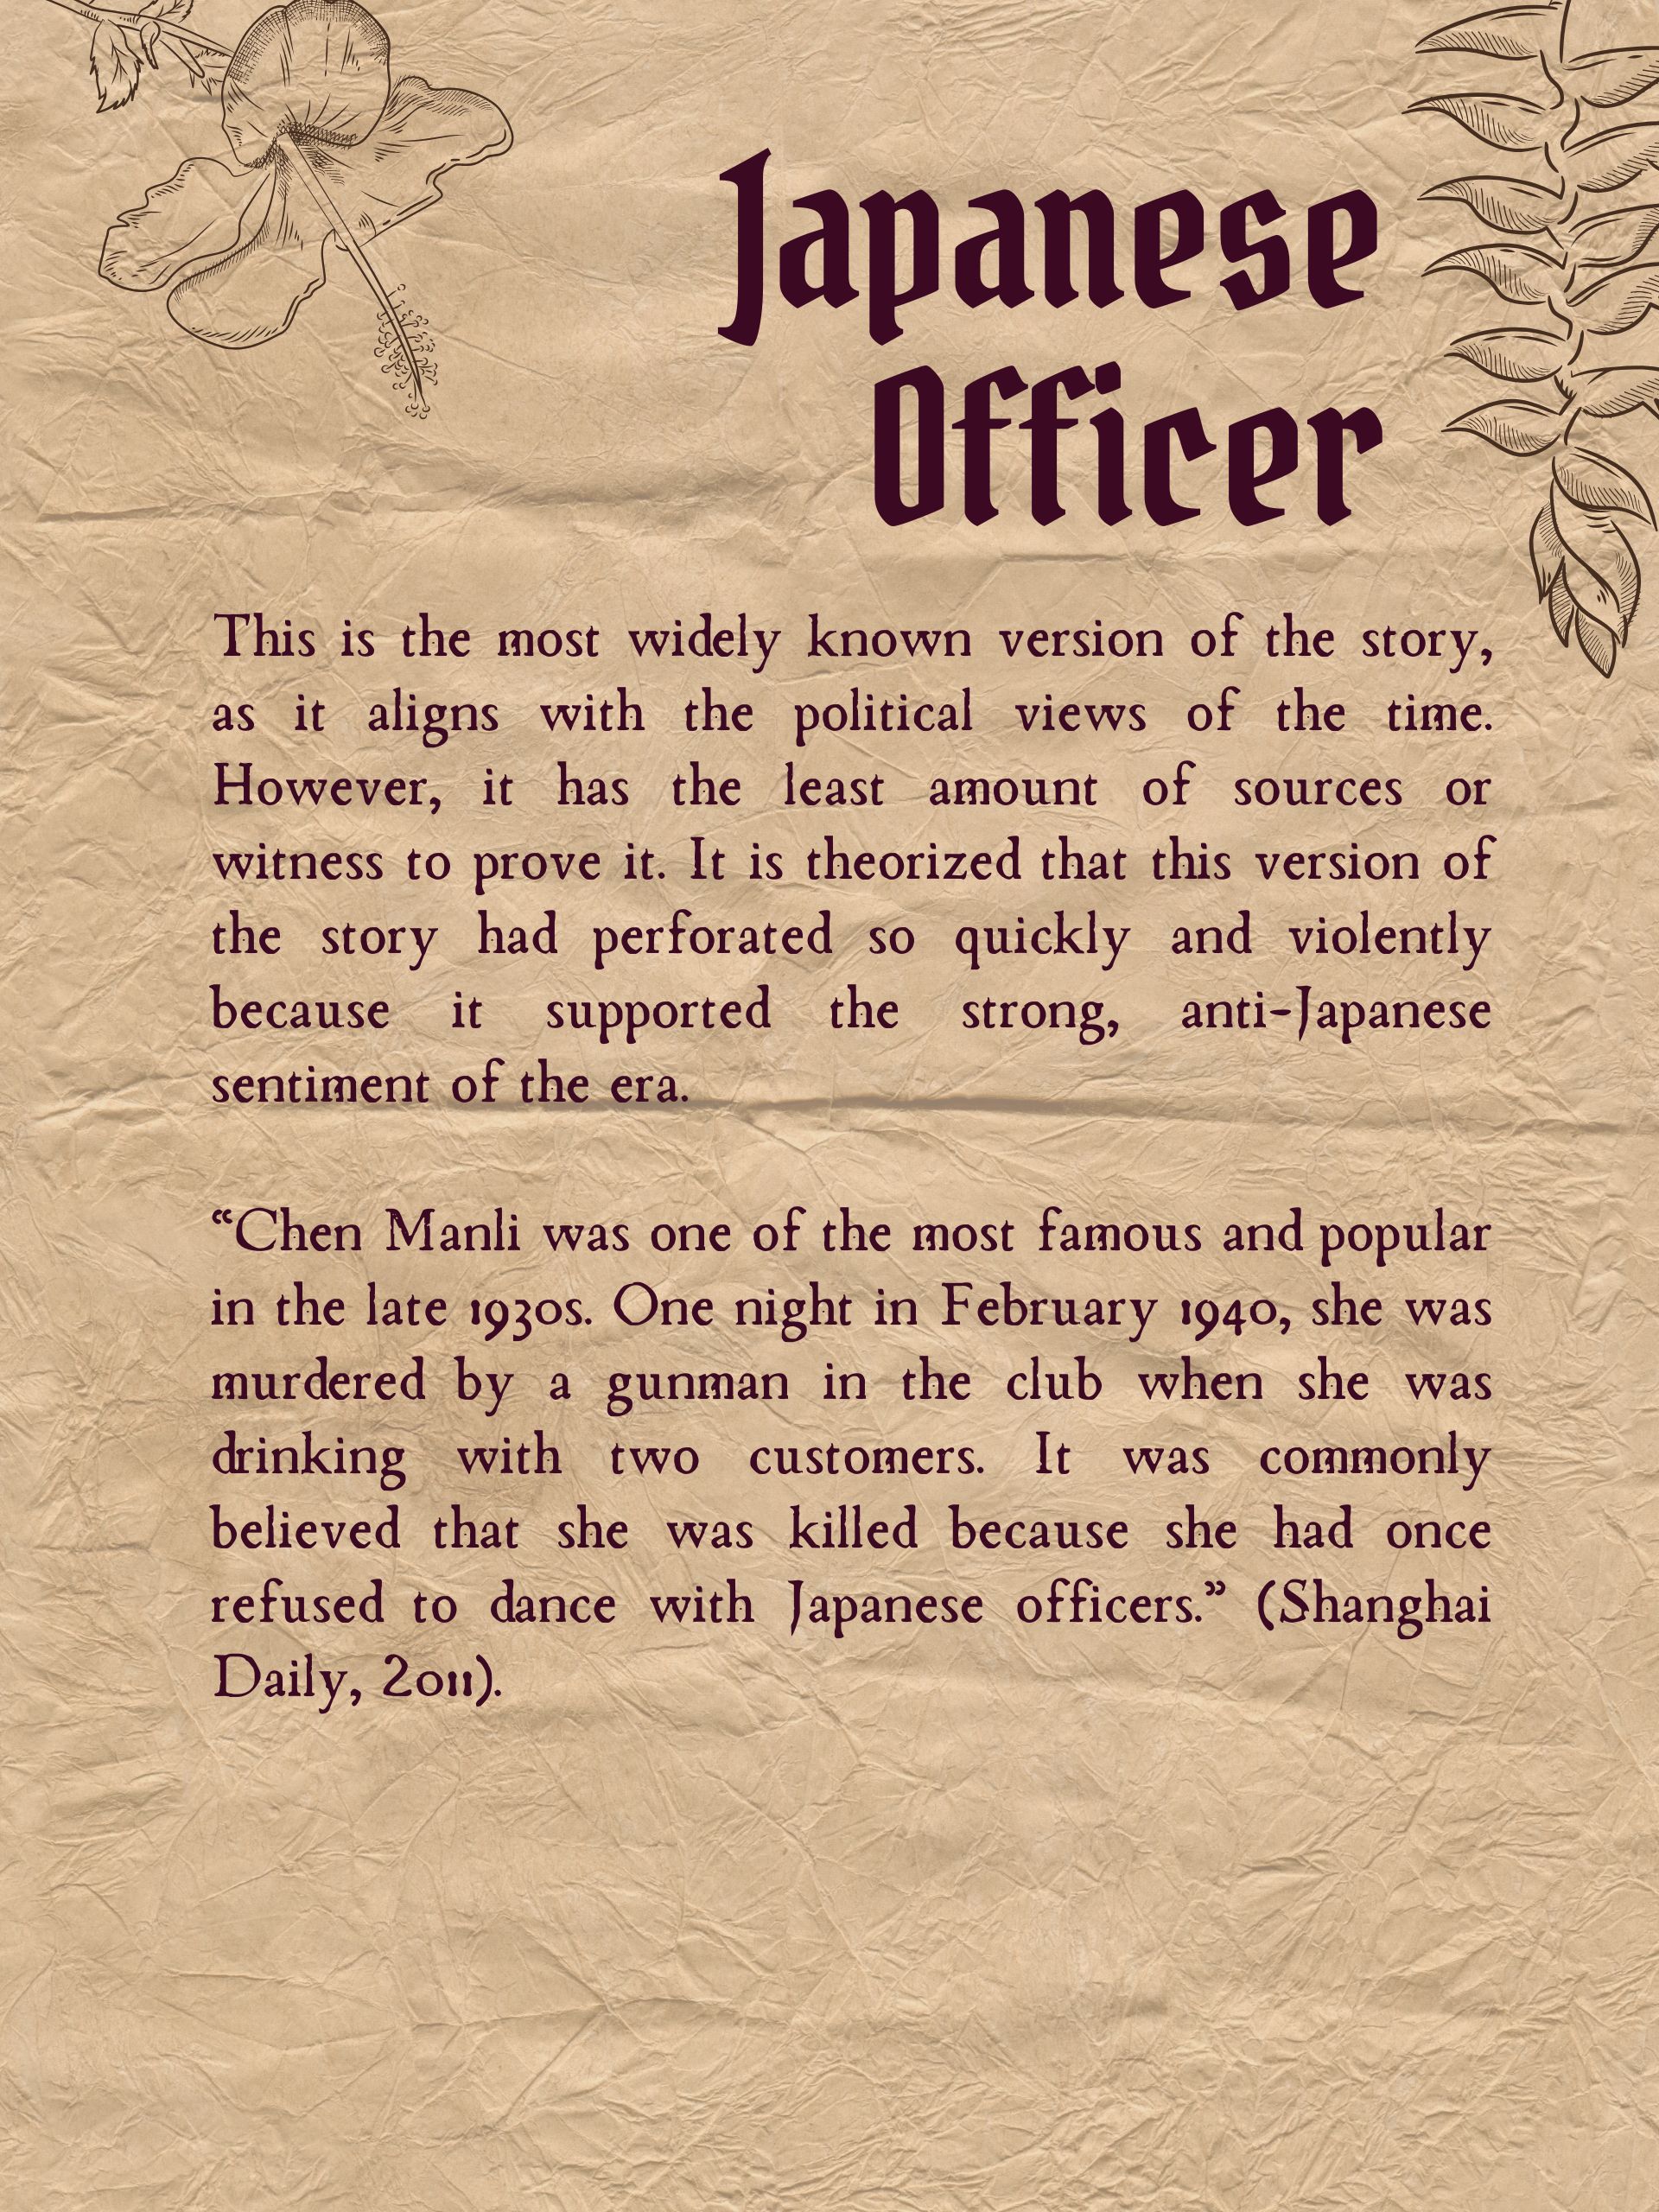 Japanese
Officer
This is the most widely known version of the story,
as it aligns with the political views of the time.
However, it has the least amount of sources or
witness to prove it. It is theorized that this version of
the story had perforated so quickly and violently
because it supported the strong, anti-Japanese
sentiment of the era.
“Chen Manli was one of the most famous and popular
in the late 1930s. One night in February 1940, she was
murdered by a gunman in the club when she was
drinking with two customers. It was commonly
believed that she was killed because she had once
refused to dance with Japanese officers.” (Shanghai
Daily, 2011).